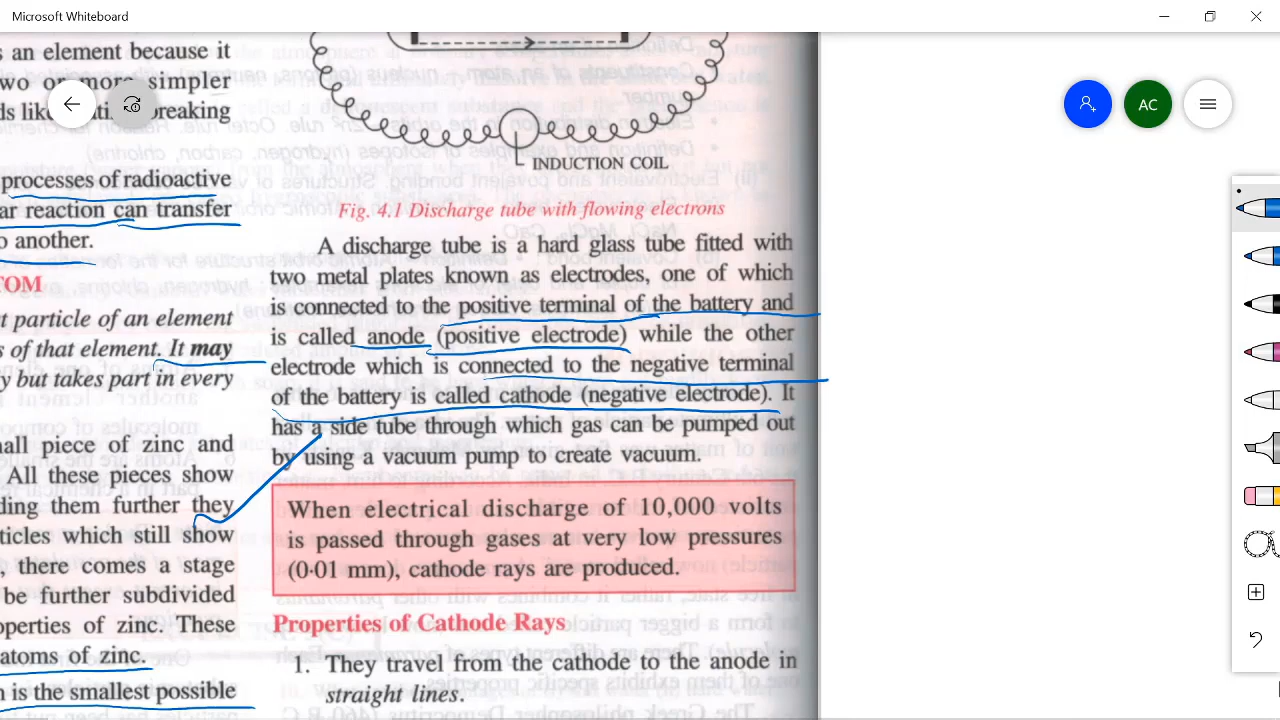 Microsoft Whiteboard
AC
s an element because it
two or more simpler
breaking
processes of radioactive
ar reaction can transfer
o another.
TOM
t particle of an element
s of that element. It may
y but takes part in every
all piece of zinc and
All these pieces show
ding them further they
ticles which still show
, there comes a stage
be further subdivided
operties of zinc. These
atoms of zinc.
n is the smallest possible
INDUCTION COIL
Fig. 4.1 Discharge tube with flowing electrons
A discharge tube is a hard glass tube fitted with
two metal plates known as electrodes, one of which
is connected to the positive terminal of the battery and
is called anode (positive electrode) while the other
electrode which is connected to the negative terminal
of the battery is called cathode (negative electrode). It
has a side tube through which gas can be pumped out
by using a vacuum pump to create vacuum.
When electrical discharge of 10,000 volts
is passed through gases at very low pressures
(0·01 mm), cathode rays are produced.
Properties of Cathode Rays
1. They travel from the cathode to the anode in
straight lines.